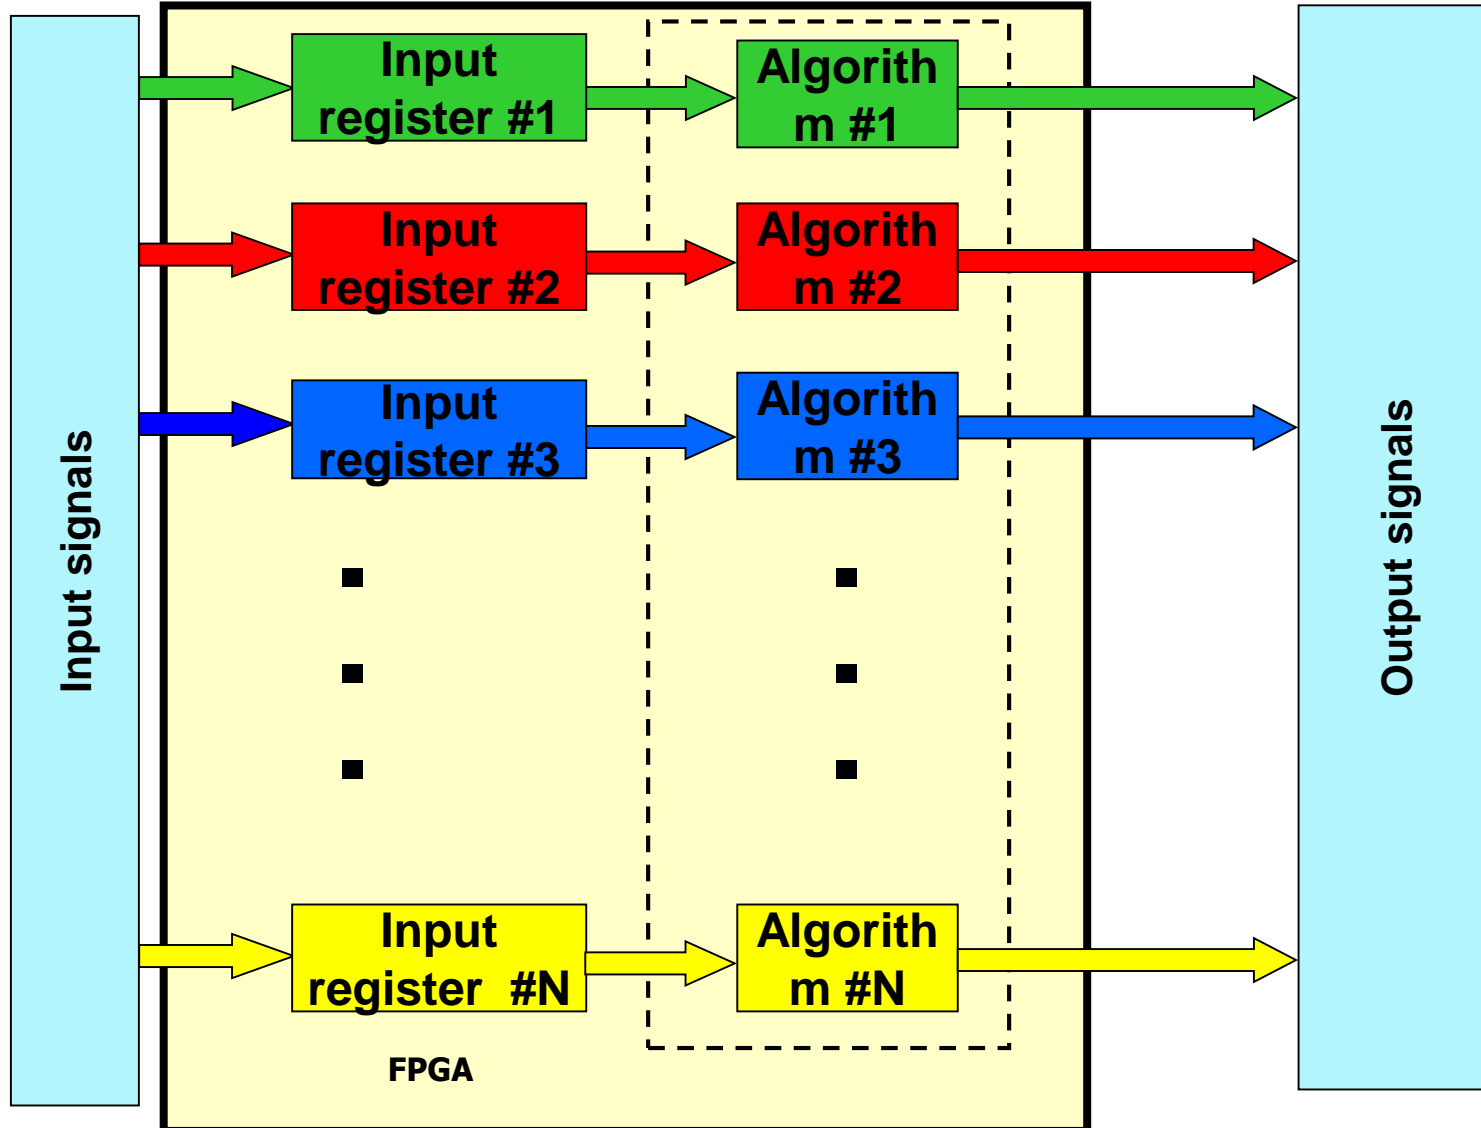 Input signals
Input
register #1
Algorith
m #1
Input
register #2
Algorith
m #2
Input
register #3
Algorith
m #3
Input
register  #N
Algorith
m #N
FPGA
Output signals